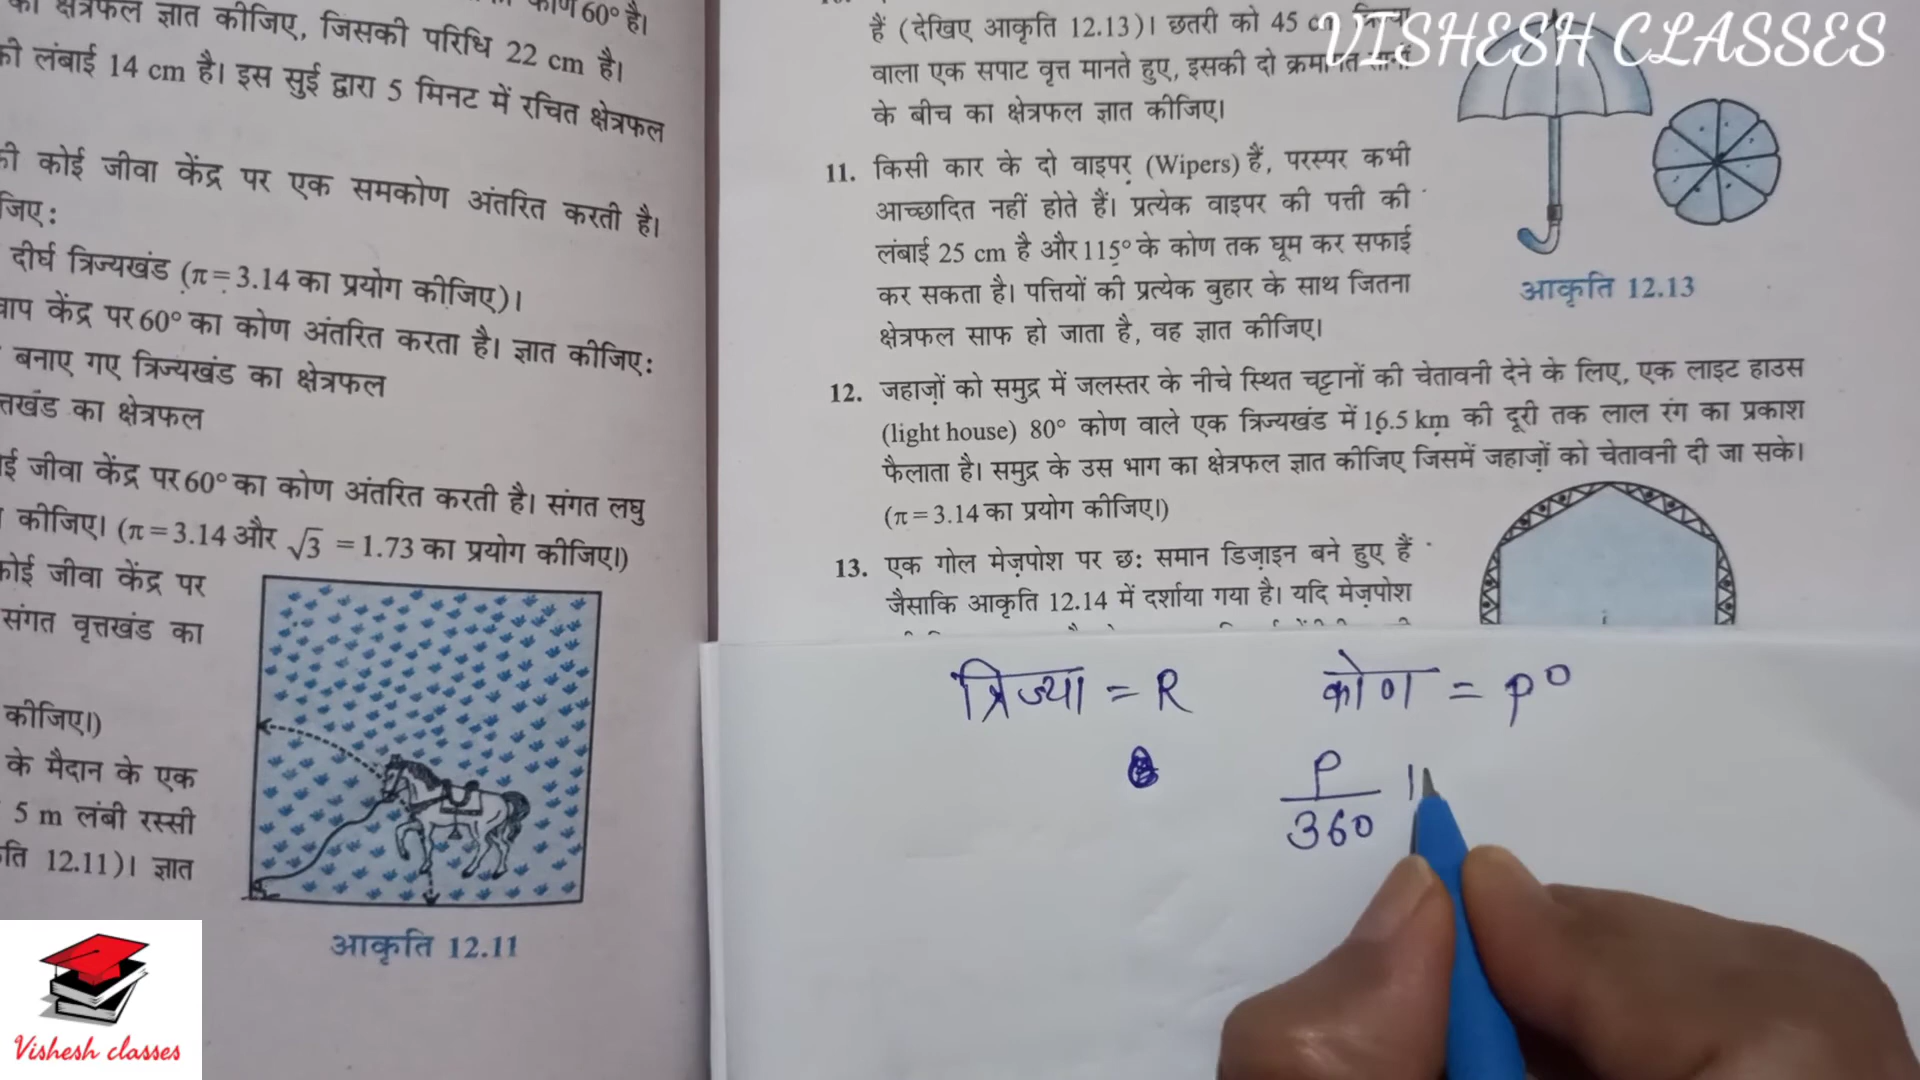 कोण 60° है।
क्षेत्रफल ज्ञात कीजिए, जिसकी परिधि 22 cm है।
की लंबाई 14 cm है। इस सुई द्वारा 5 मिनट में रचित क्षेत्रफल
कोई जीवा केंद्र पर एक समकोण अंतरित करती है।
दीर्घ त्रिज्यखंड (π = 3.14 का प्रयोग कीजिए)।
केंद्र पर 60° का कोण अंतरित करता है। ज्ञात कीजिए:
बनाए गए त्रिज्यखंड का क्षेत्रफल
का क्षेत्रफल
जीवा केंद्र पर 60° का कोण अंतरित करती है। संगत लघु
कीजिए। (π = 3.14 और √3 = 1.73 का प्रयोग कीजिए।)
कोई जीवा केंद्र पर
संगत वृत्तखंड का
कीजिए।)
के मैदान के एक
5 m लंबी रस्सी
12.11)। ज्ञात
आकृति 12.11
Vishesh classes
VISHESH CLASSES
हैं (देखिए आकृति 12.13)। छतरी को 45
वाला एक सपाट वृत्त मानते हुए, इसकी दो
के बीच का क्षेत्रफल ज्ञात कीजिए।
11. किसी कार के दो वाइपर (Wipers) हैं, परस्पर कभी
आच्छादित नहीं होते हैं। प्रत्येक वाइपर की पत्ती की
लंबाई 25 cm है और 115° के कोण तक घूम कर सफाई
कर सकता है। पत्तियों की प्रत्येक बुहार के साथ जितना
क्षेत्रफल साफ हो जाता है, वह ज्ञात कीजिए।
आकृति 12.13
12. जहाज़ों को समुद्र में जलस्तर के नीचे स्थित चट्टानों की चेतावनी देने के लिए, एक लाइट हाउस
(light house) 80° कोण वाले एक त्रिज्यखंड में 16.5 km की दूरी तक लाल रंग का प्रकाश
फैलाता है। समुद्र के उस भाग का क्षेत्रफल ज्ञात कीजिए जिसमें जहाज़ों को चेतावनी दी जा सके।
(π = 3.14 का प्रयोग कीजिए।)
13. एक गोल मेज़पोश पर छः समान डिज़ाइन बने हुए हैं
जैसाकि आकृति 12.14 में दर्शाया गया है। यदि मेज़पोश
त्रिज्या = R कोण = P°
P
360